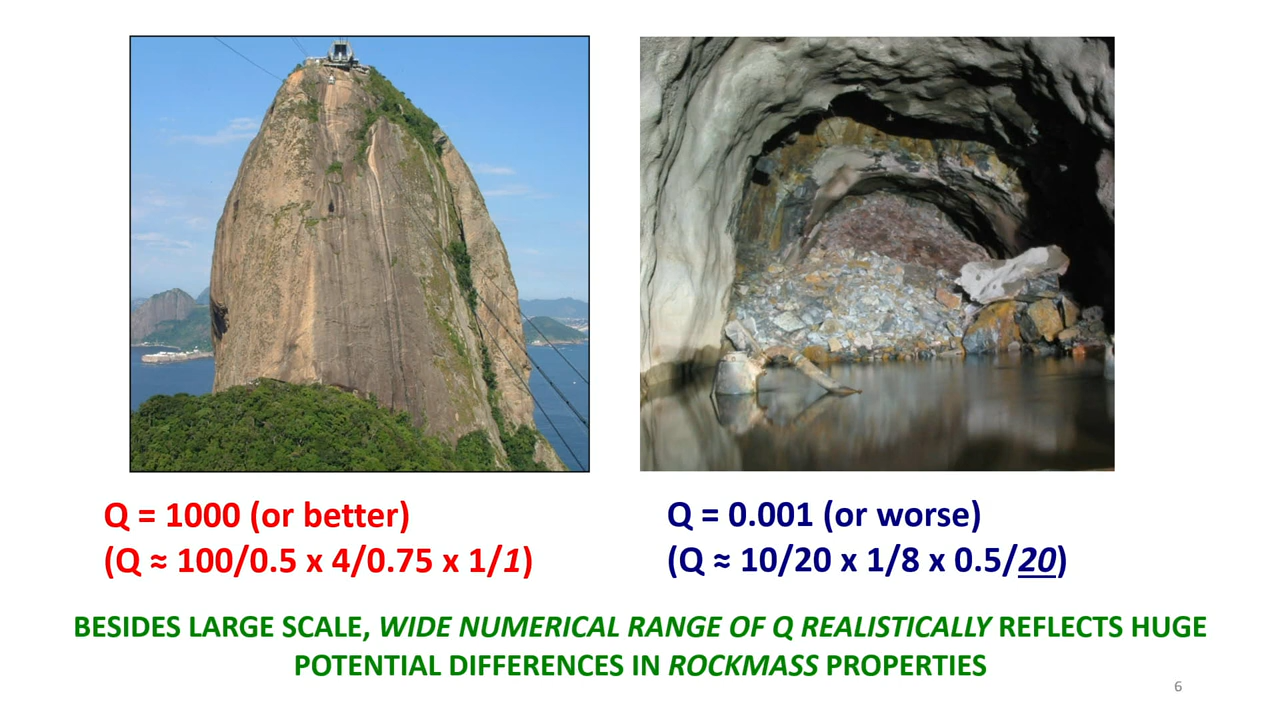 Q = 1000 (or better)
(Q ≈ 100/0.5 x 4/0.75 x 1/1)
Q = 0.001 (or worse)
(Q ≈ 10/20 x 1/8 x 0.5/20)
BESIDES LARGE SCALE, WIDE NUMERICAL RANGE OF Q REALISTICALLY REFLECTS HUGE
POTENTIAL DIFFERENCES IN ROCKMASS PROPERTIES
6